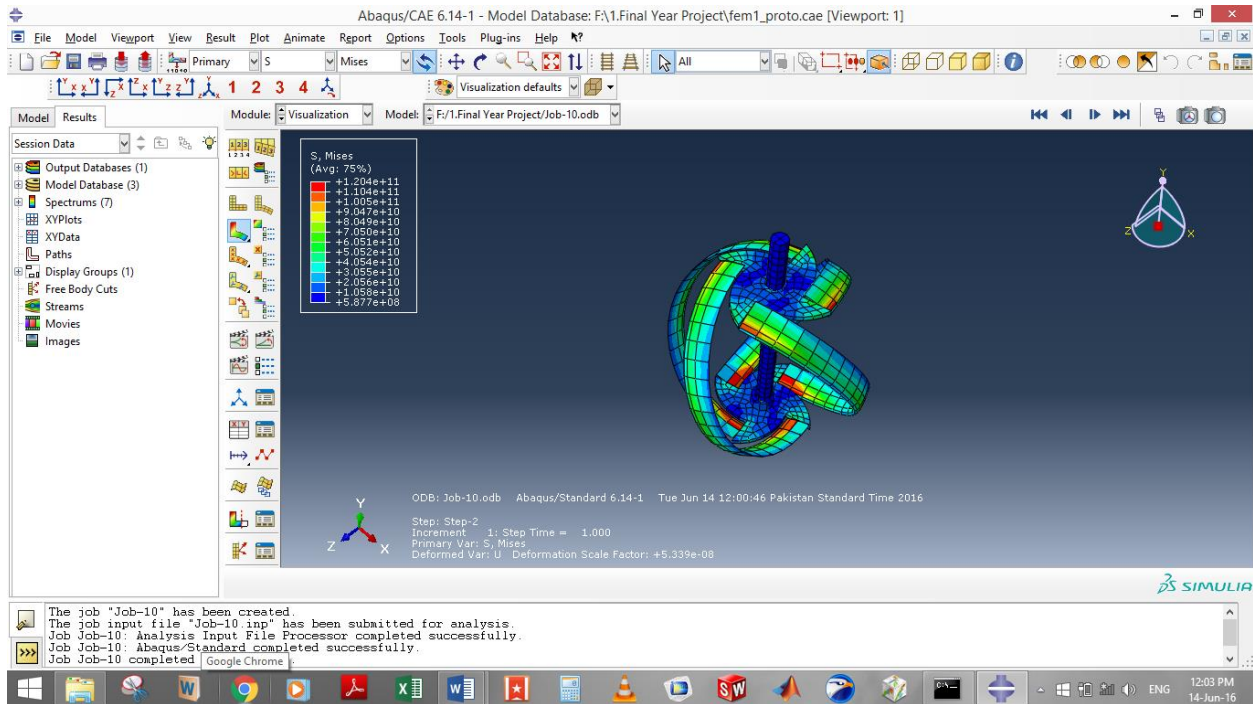 Abaqus/CAE 6.14-1 - Model Database: F:\1.Final Year Project\fem1_proto.cae [Viewport: 1]
File Model Viewport View Result Plot Animate Report Options Tools Plug-ins Help
Primary S Mises All
1 2 3 4 Visualization defaults
Model Results Module: Visualization Model: F:/1.Final Year Project/Job-10.odb
Session Data
Output Databases (1)
Model Database (3)
Spectrums (7)
XYPlots
XYData
Paths
Display Groups (1)
Free Body Cuts
Streams
Movies
Images
S, Mises
(Avg: 75%)
+1.204e+11
+1.104e+11
+1.005e+11
+9.047e+10
+8.049e+10
+7.050e+10
+6.051e+10
+5.052e+10
+4.054e+10
+3.055e+10
+2.056e+10
+1.058e+10
+5.877e+08
Y
Z X
Y
Z X
ODB: Job-10.odb Abaqus/Standard 6.14-1 Tue Jun 14 12:00:46 Pakistan Standard Time 2016
Step: Step-2
Increment 1: Step Time = 1.000
Primary Var: S, Mises
Deformed Var: U Deformation Scale Factor: +5.339e-08
SIMULIA
The job "Job-10" has been created.
The job input file "Job-10.inp" has been submitted for analysis.
Job Job-10: Analysis Input File Processor completed successfully.
Job Job-10: Abaqus/Standard completed successfully.
Job Job-10 completed
Google Chrome
ENG
12:03 PM
14-Jun-16